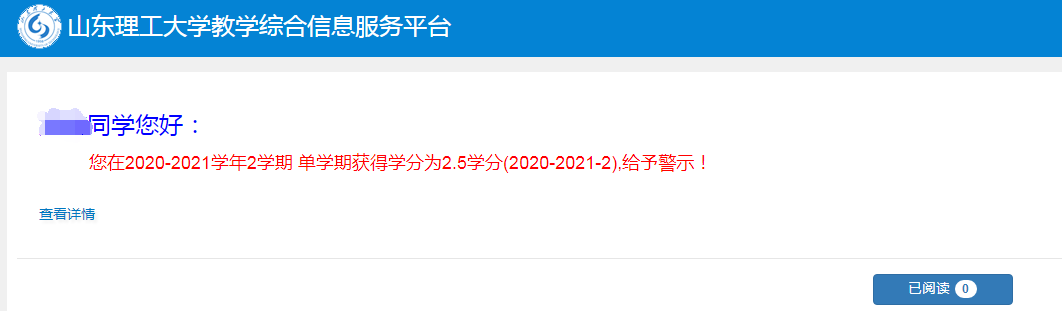 山东理工大学教学综合信息服务平台
同学您好：
您在2020-2021学年2学期 单学期获得学分为2.5学分(2020-2021-2),给予警示！
查看详情
已阅读 0